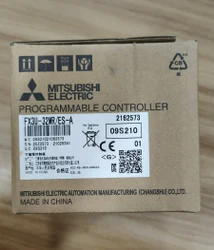 MITSUBISHI
ELECTRIC
PROGRAMMABLE CONTROLLER
FX3U-32MR/ES-A
2162573
09S210
01
MITSUBISHI ELECTRIC AUTOMATION MANUFACTURING (CHANGSHU) CO.,LTD.
MADE IN CHINA